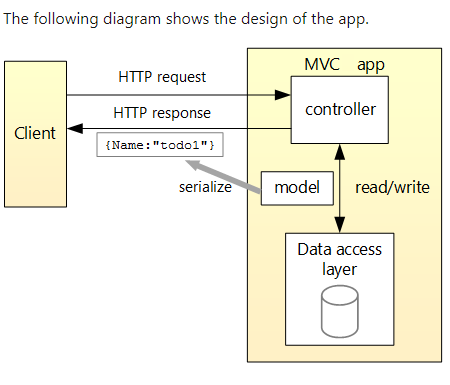 The following diagram shows the design of the app.
MVC app
HTTP request
controller
HTTP response
Client
{Name:"todo1"}
serialize
model
read/write
Data access
layer